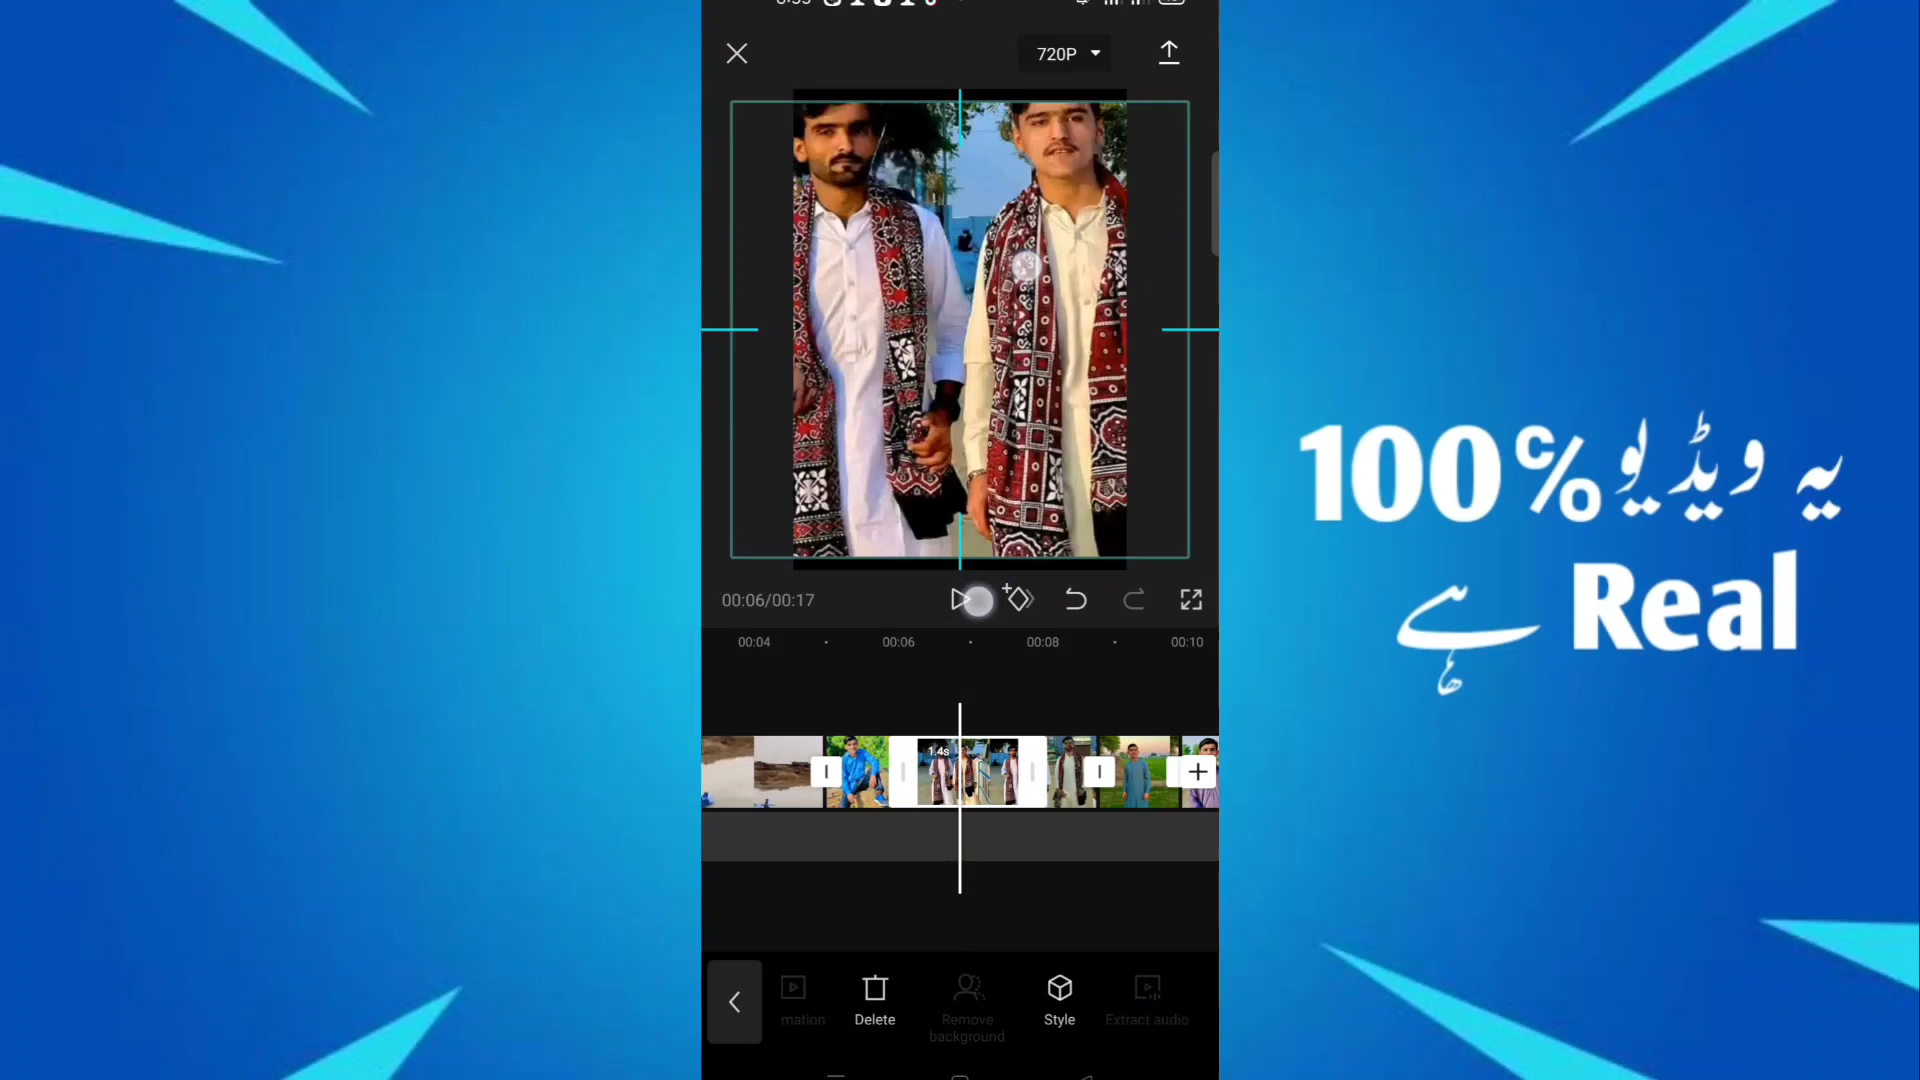 720P
00:06/00:17
00:04
00:06
00:08
00:10
1.4s
mation
Delete
Remove
background
Style
Extract audio
یہ ویڈیو 100%
Real ہے